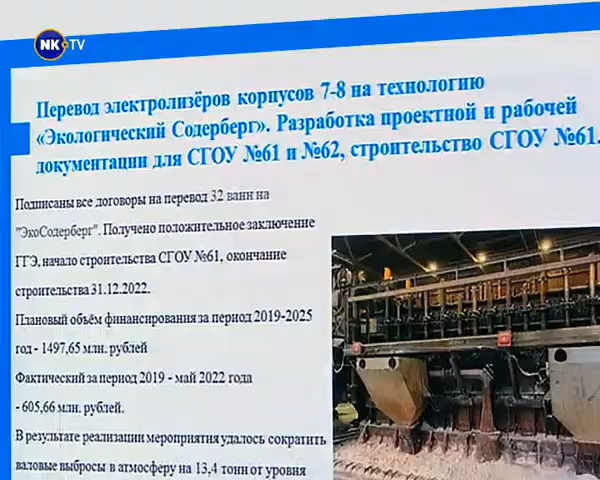 NK TV
Перевод электролизёров корпусов 7-8 на технологию
«Экологический Содерберг». Разработка проектной и рабочей
документации для СГОУ №61 и №62, строительство СГОУ №61.
Подписаны все договоры на перевод 32 ванн на
"ЭкоСодерберг". Получено положительное заключение
ГГЭ, начало строительства СГОУ №61, окончание
строительства 31.12.2022.
Плановый объём финансирования за период 2019-2025
год - 1497,65 млн. рублей
Фактический за период 2019 - май 2022 года
- 605,66 млн. рублей.
В результате реализации мероприятия удалось сократить
валовые выбросы в атмосферу на 13,4 тонн от уровня